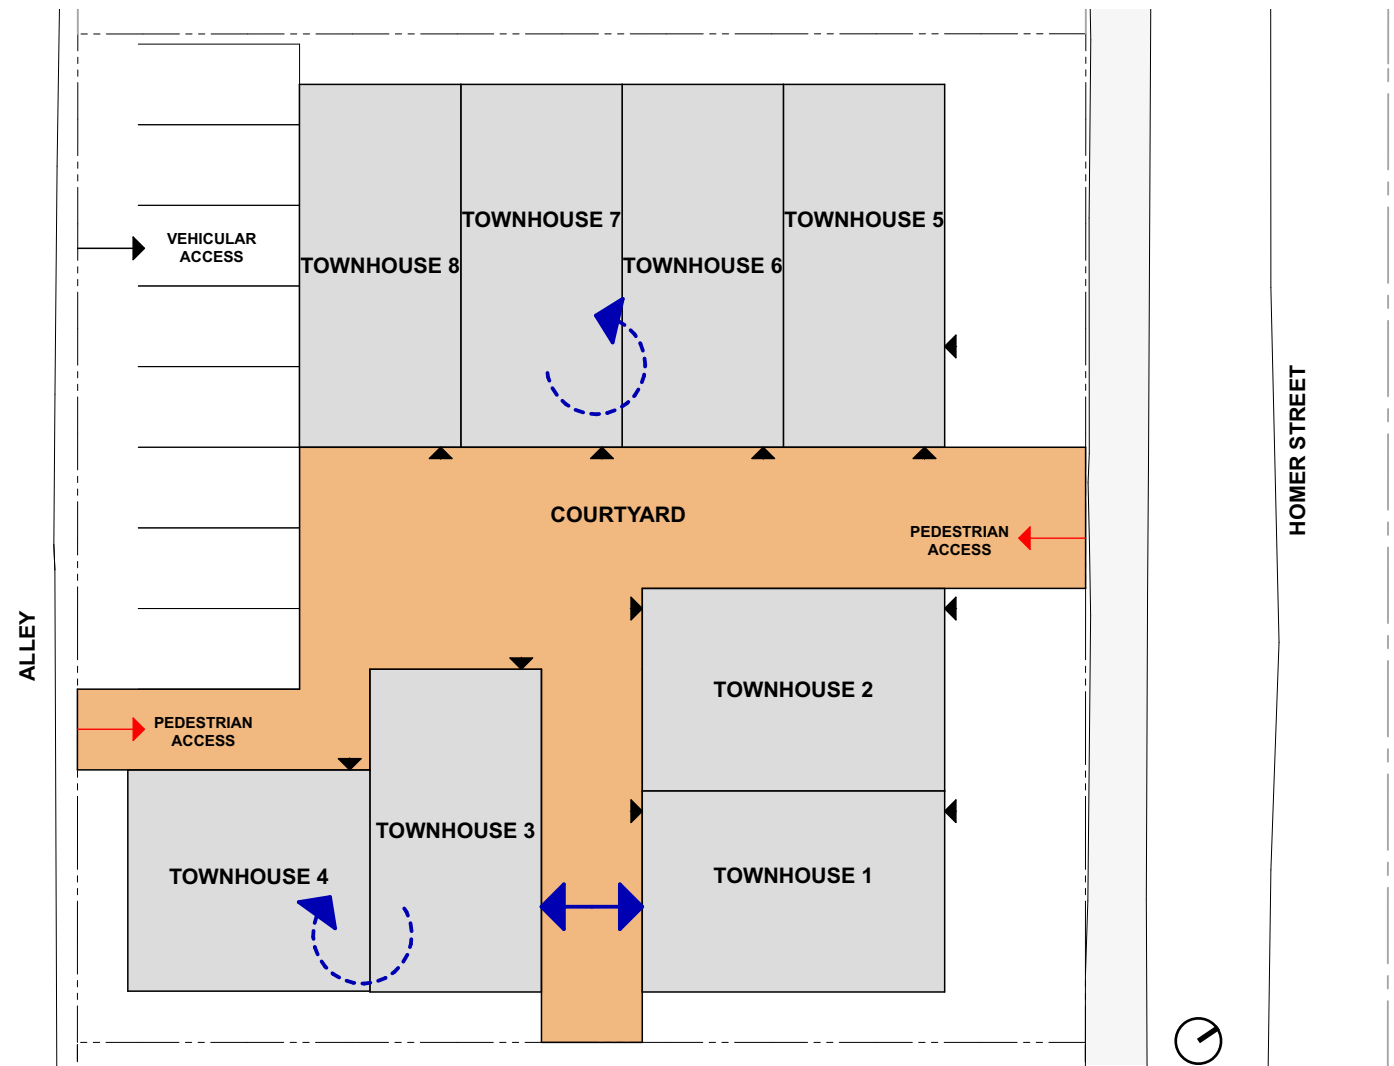 TOWNHOUSE 7
TOWNHOUSE 5
VEHICULAR
ACCESS
TOWNHOUSE 8
TOWNHOUSE 6
HOMER STREET
COURTYARD
PEDESTRIAN
ACCESS
ALLEY
TOWNHOUSE 2
PEDESTRIAN
ACCESS
TOWNHOUSE 3
TOWNHOUSE 4
TOWNHOUSE 1